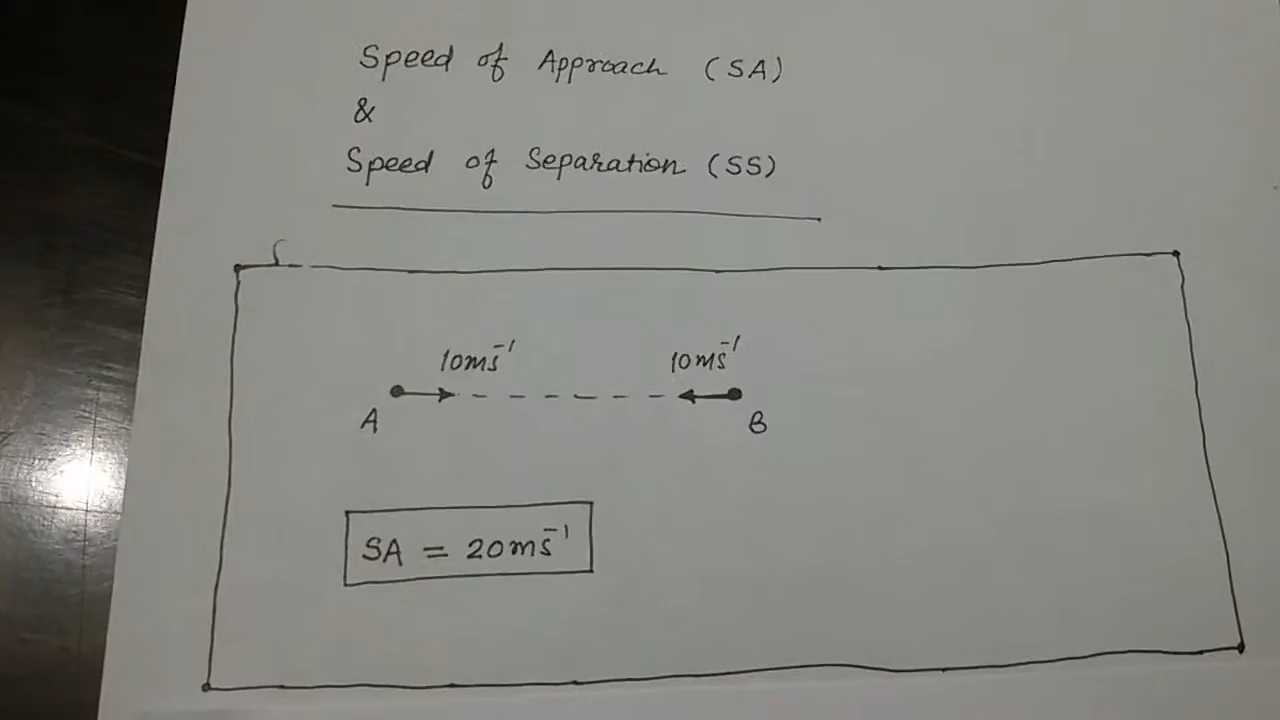 Speed of Approach (SA)
&
Speed of Separation (SS)
10ms⁻¹ 10ms⁻¹
A B
SA = 20ms⁻¹